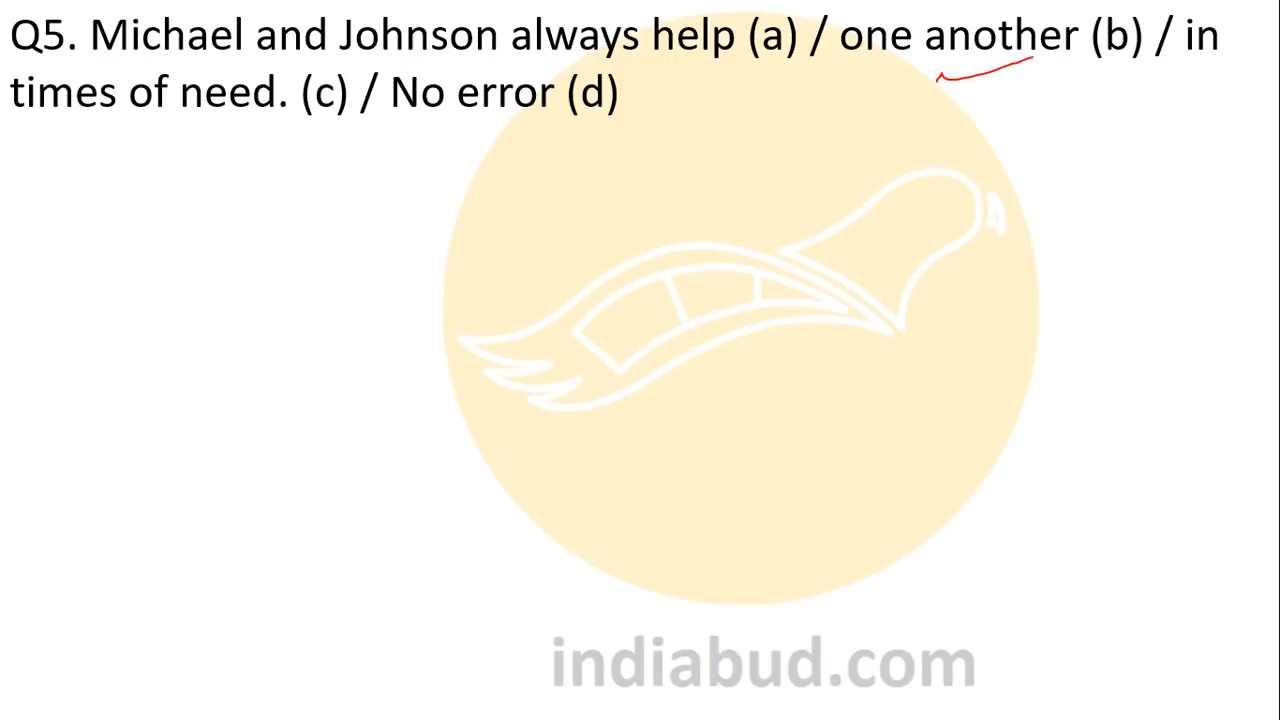 Q5. Michael and Johnson always help (a) / one another (b) / in
times of need. (c) / No error (d)
indiabud.com